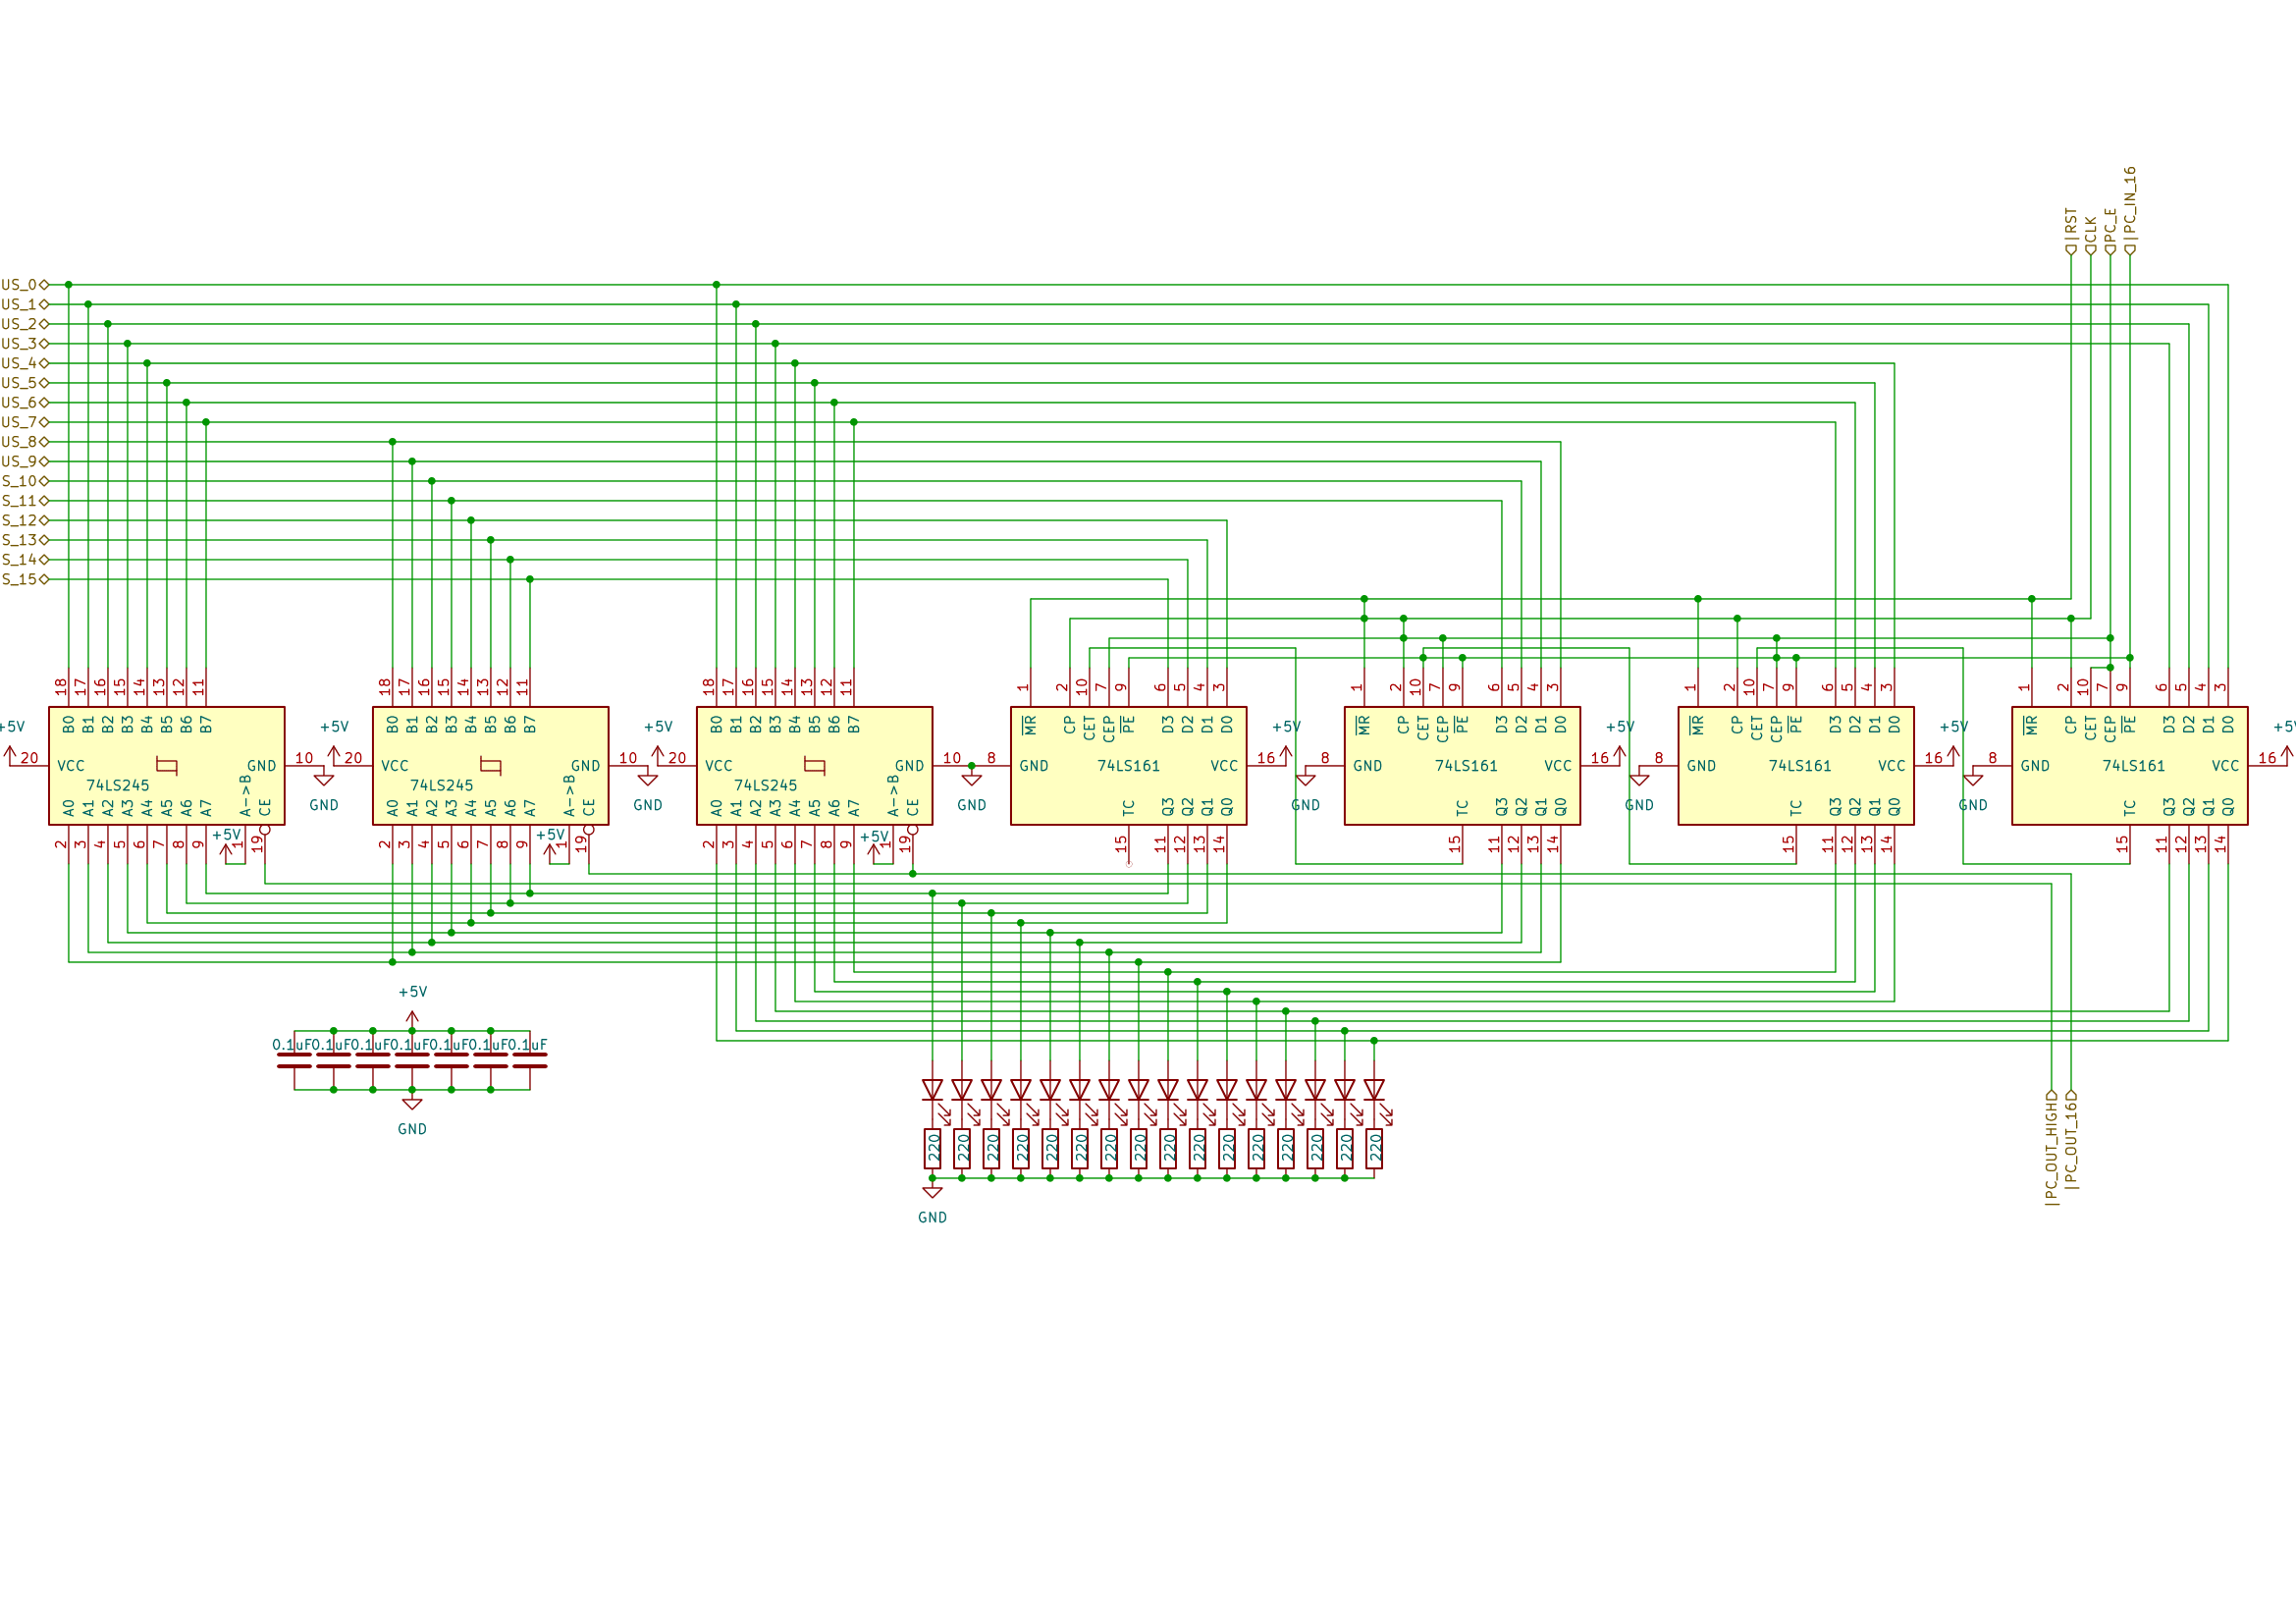 |RST
CLK
PC_E
|PC_IN_16
US_0
US_1
US_2
US_3
US_4
US_5
US_6
US_7
US_8
US_9
S_10
S_11
S_12
S_13
S_14
S_15
18 17 16 15 14 13 12 11
18 17 16 15 14 13 12 11
18 17 16 15 14 13 12 11
1 2 10 7 9 6 5 4 3
1 2 10 7 9 6 5 4 3
1 2 10 7 9 6 5 4 3
1 2 10 7 9 6 5 4 3
B0 B1 B2 B3 B4 B5 B6 B7
B0 B1 B2 B3 B4 B5 B6 B7
B0 B1 B2 B3 B4 B5 B6 B7
MR CP CET CEP PE D3 D2 D1 D0
MR CP CET CEP PE D3 D2 D1 D0
MR CP CET CEP PE D3 D2 D1 D0
MR CP CET CEP PE D3 D2 D1 D0
+5V +5V +5V +5V +5V +5V +5V
20 VCC GND 10
20 VCC GND 10
20 VCC GND 10
8 GND 74LS161 VCC 16
8 GND 74LS161 VCC 16
8 GND 74LS161 VCC 16
8 GND 74LS161 VCC 16
74LS245 74LS245 74LS245
GND GND GND GND GND GND
A0 A1 A2 A3 A4 A5 A6 A7 A->B CE
A0 A1 A2 A3 A4 A5 A6 A7 A->B CE
A0 A1 A2 A3 A4 A5 A6 A7 A->B CE
TC Q3 Q2 Q1 Q0
TC Q3 Q2 Q1 Q0
TC Q3 Q2 Q1 Q0
TC Q3 Q2 Q1 Q0
+5V +5V +5V
2 3 4 5 6 7 8 9 1 19
2 3 4 5 6 7 8 9 1 19
2 3 4 5 6 7 8 9 1 19
15 11 12 13 14
15 11 12 13 14
15 11 12 13 14
15 11 12 13 14
+5V
0.1uF 0.1uF 0.1uF 0.1uF 0.1uF 0.1uF 0.1uF
GND
220 220 220 220 220 220 220 220 220 220 220 220 220 220 220 220
GND
|PC_OUT_HIGH
|PC_OUT_16